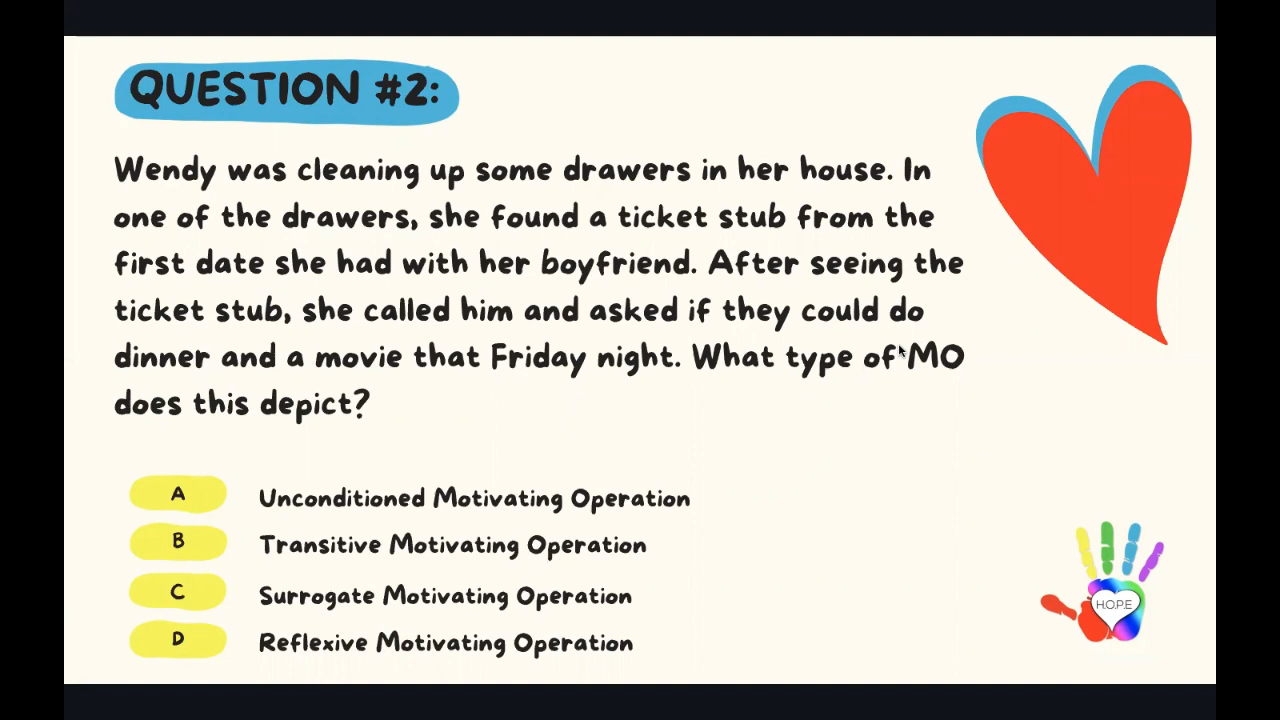 QUESTION #2:
Wendy was cleaning up some drawers in her house. In
one of the drawers, she found a ticket stub from the
first date she had with her boyfriend. After seeing the
ticket stub, she called him and asked if they could do
dinner and a movie that Friday night. What type of MO
does this depict?
A Unconditioned Motivating Operation
B Transitive Motivating Operation
C Surrogate Motivating Operation
D Reflexive Motivating Operation
H.O.P.E